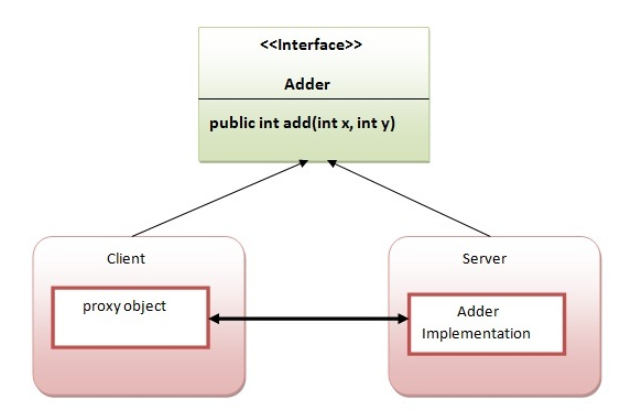 <<Interface>>
Adder
public int add(int x, int y)
Client
proxy object
Server
Adder
Implementation